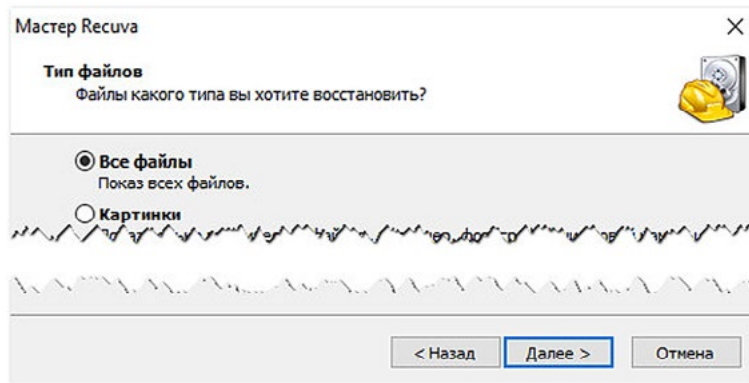 Мастер Recuva
Тип файлов
Файлы какого типа вы хотите восстановить?
Все файлы
Показ всех файлов.
Картинки
< Назад Далее > Отмена